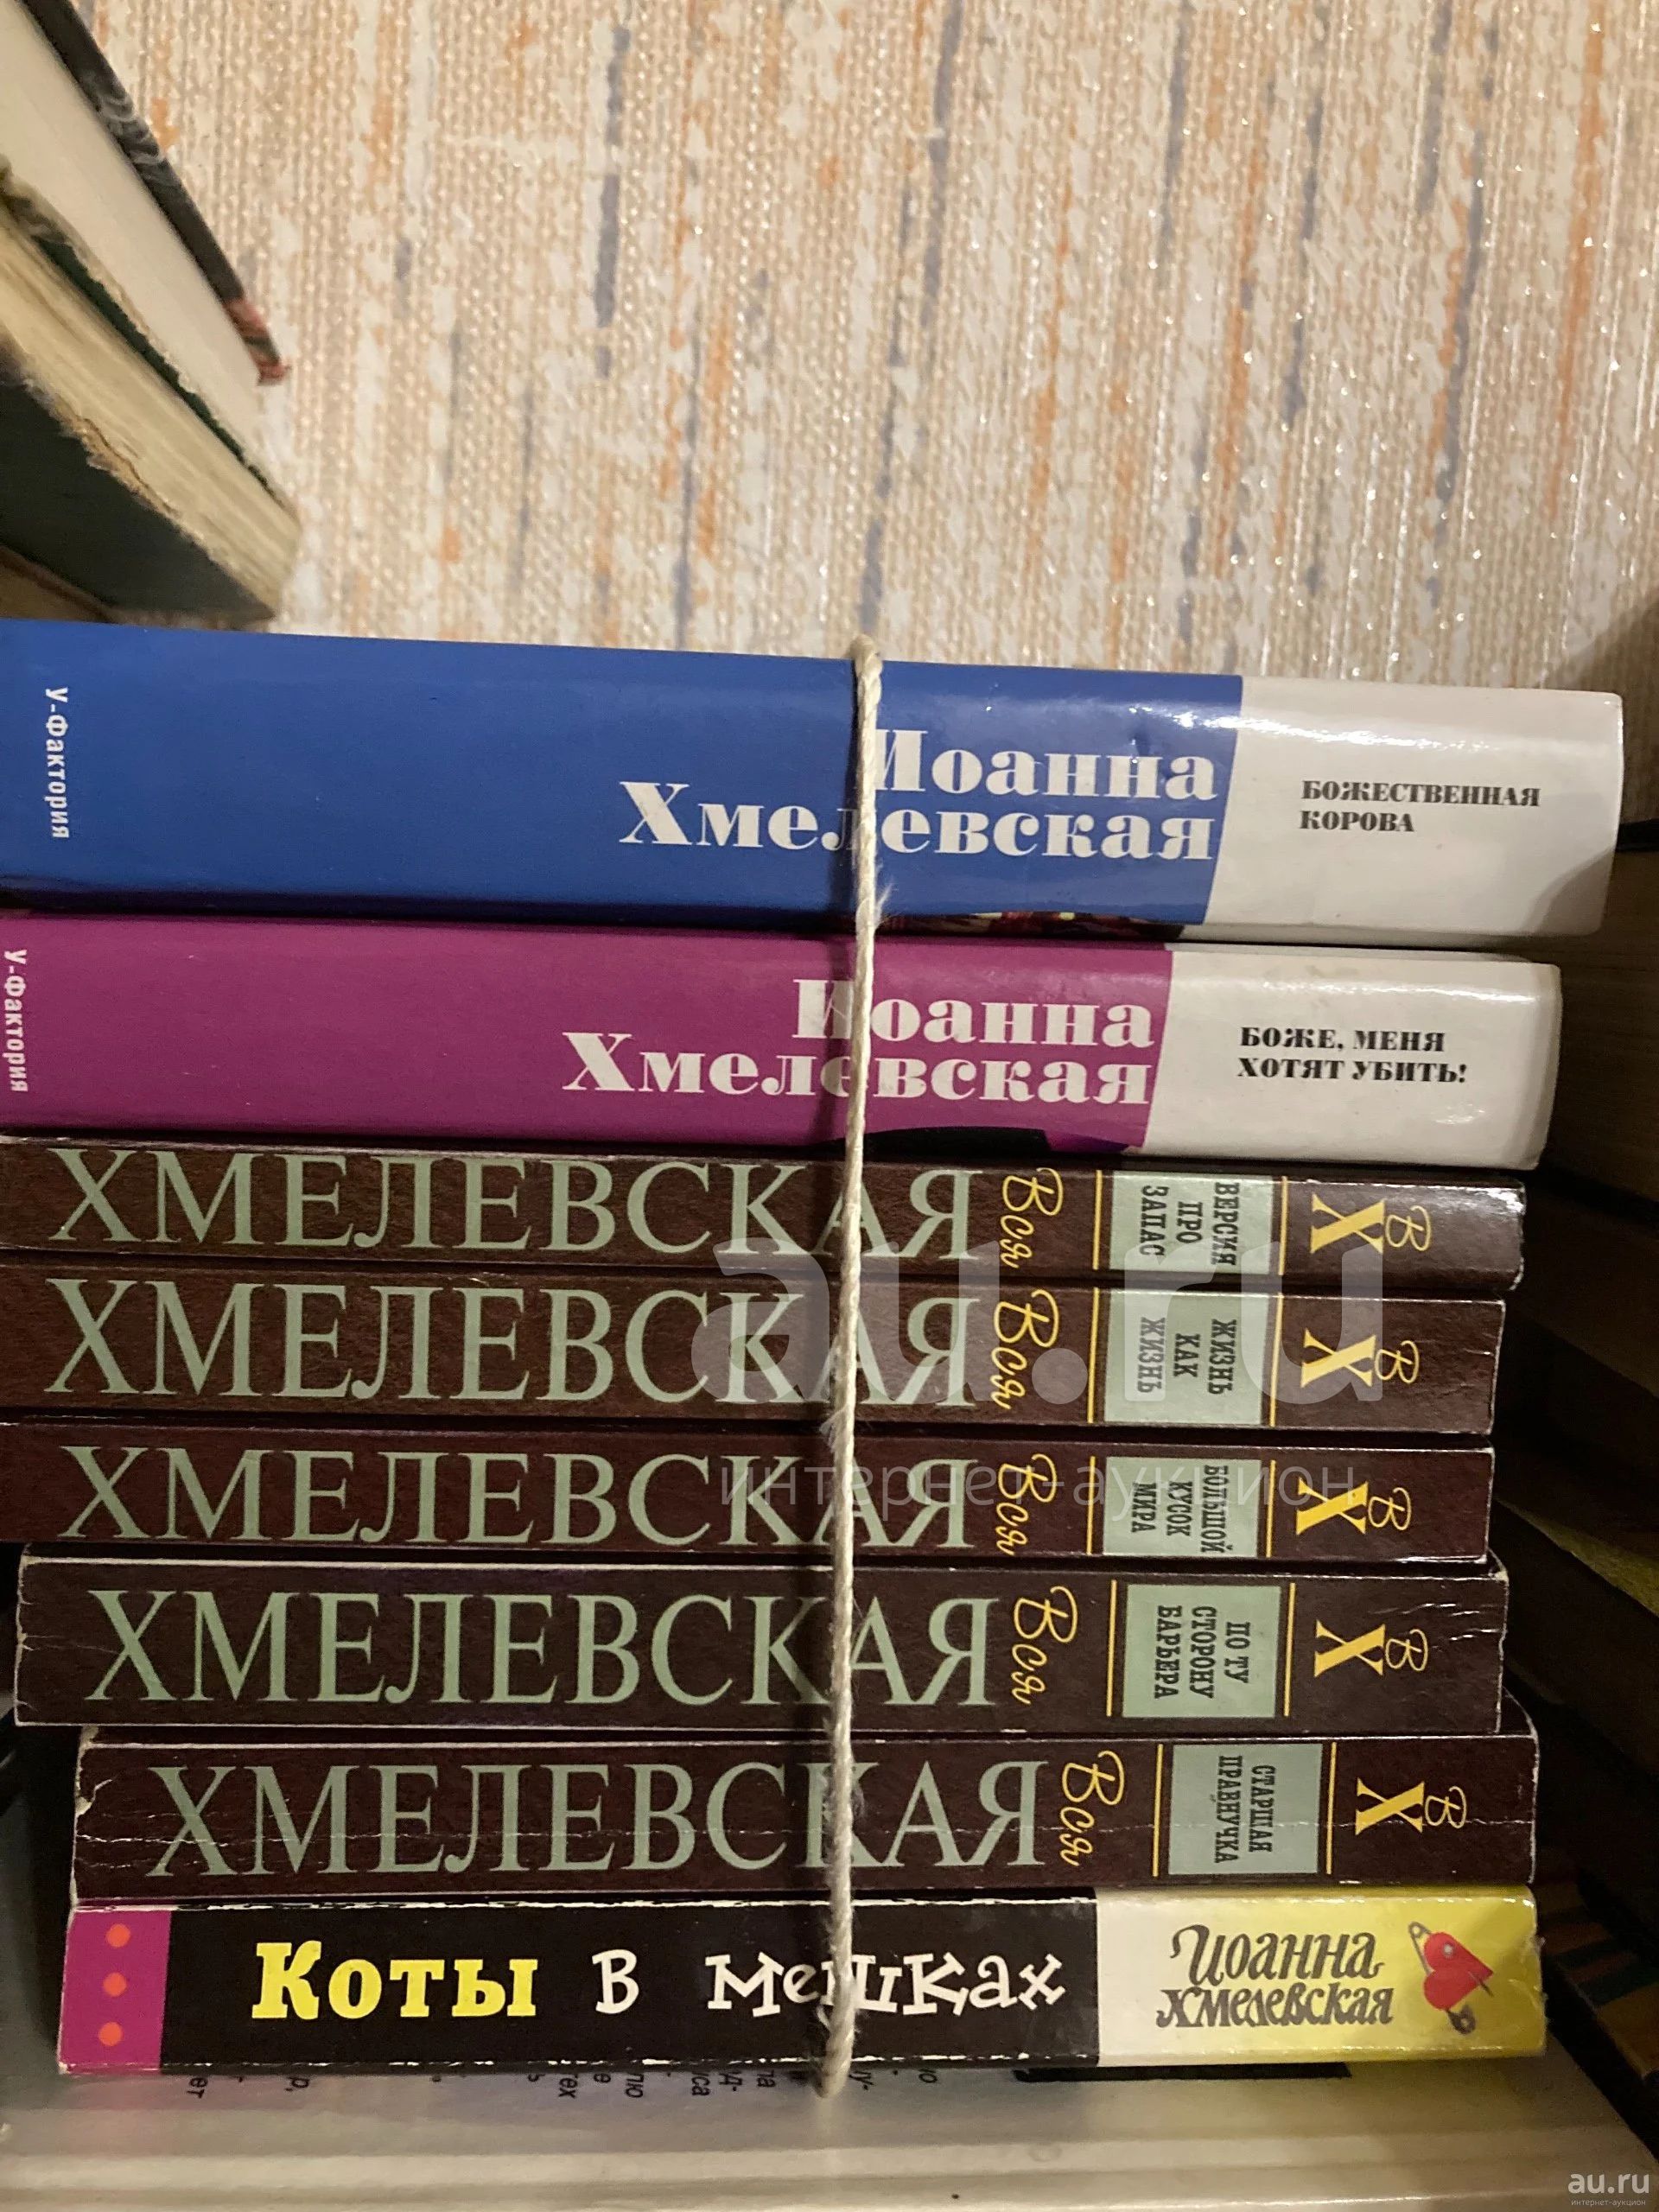 У-Фактория
Иоанна
Хмелевская
БОЖЕСТВЕННАЯ
КОРОВА
У-Фактория
Иоанна
Хмелевская
БОЖЕ, МЕНЯ
ХОТЯТ УБИТЬ!
ХМЕЛЕВСКАЯ
Вся
ВЕРСИЯ
ПРО
ЗАПАС
В
Х
ХМЕЛЕВСКАЯ
Вся
ЖИЗНЬ
КАК
ЖИЗНЬ
В
Х
ХМЕЛЕВСКАЯ
Вся
БОЛЬШОЙ
КУСОК
МИРА
В
Х
ХМЕЛЕВСКАЯ
Вся
ПО ТУ
СТОРОНУ
БАРЬЕРА
В
Х
ХМЕЛЕВСКАЯ
Вся
СТАРШАЯ
ПРАВНУЧКА
В
Х
Коты в мешках
Иоанна
Хмелевская
au.ru
интернет-аукцион
au.ru
интернет-аукцион